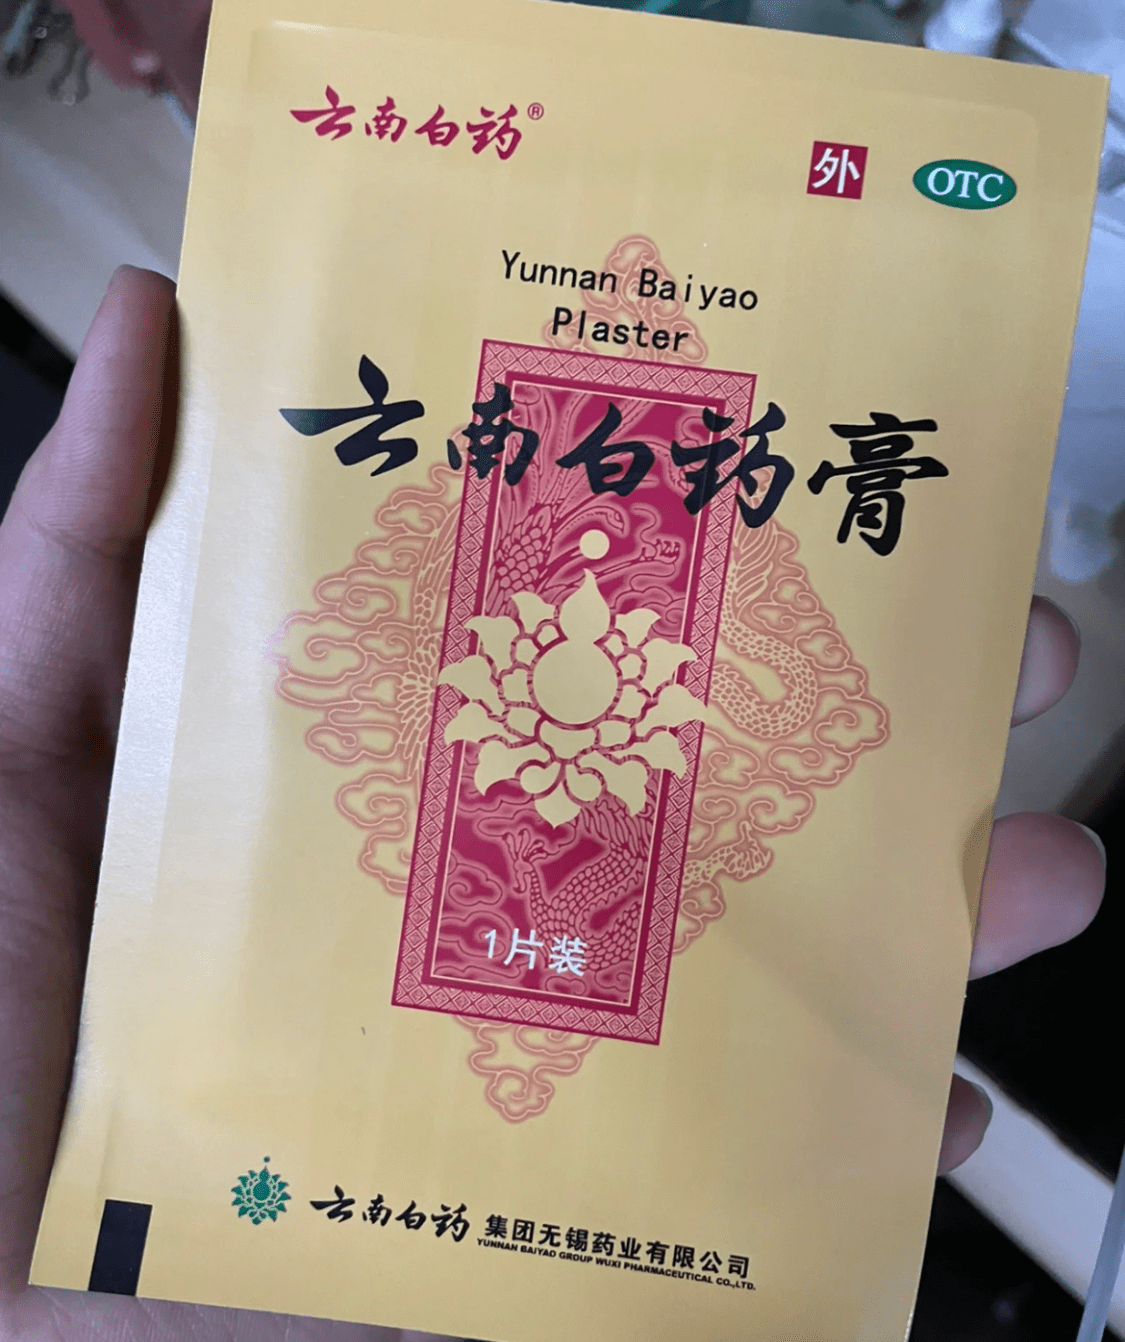 云南白药®
外
OTC
Yunnan Baiyao
Plaster
云南白药膏
1片装
云南白药 集团无锡药业有限公司
YUNNAN BAIYAO GROUP WUXI PHARMACEUTICAL CO.,LTD.